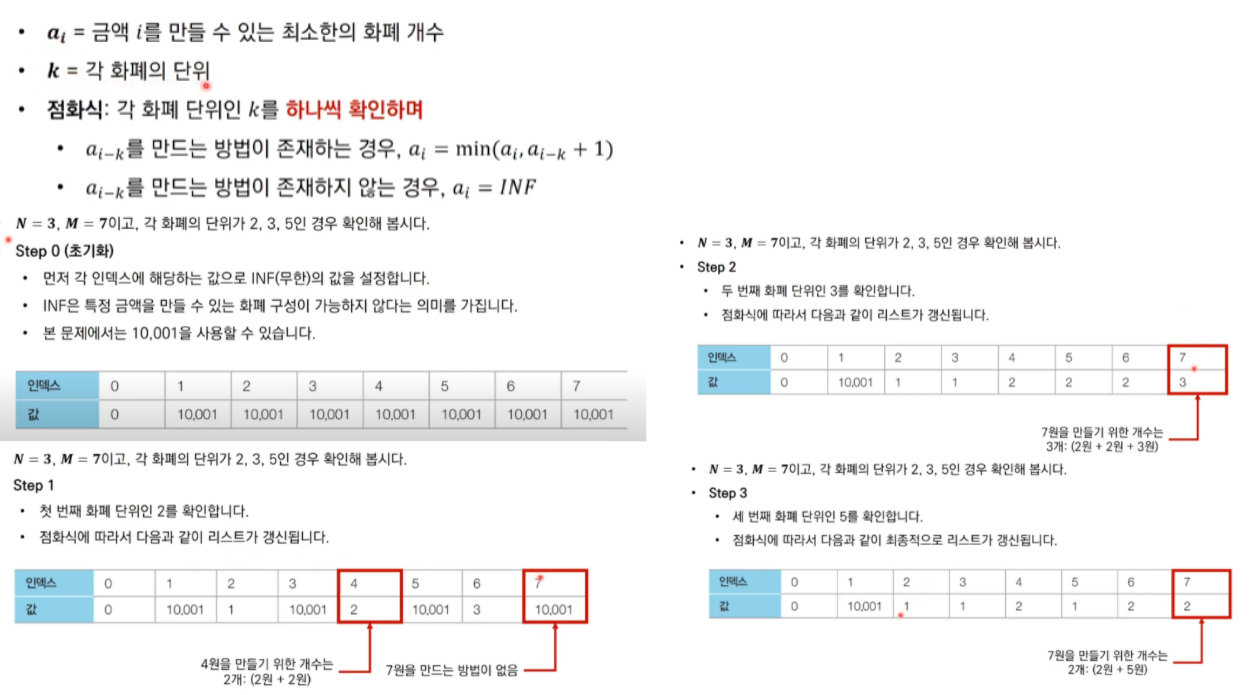 • a_i = 금액 i를 만들 수 있는 최소한의 화폐 개수
• k = 각 화폐의 단위
• 점화식: 각 화폐 단위인 k를 하나씩 확인하며
• a_{i-k}를 만드는 방법이 존재하는 경우, a_i = min(a_i, a_{i-k} + 1)
• a_{i-k}를 만드는 방법이 존재하지 않는 경우, a_i = INF
N = 3, M = 7이고, 각 화폐의 단위가 2, 3, 5인 경우 확인해 봅시다.
Step 0 (초기화)
• 먼저 각 인덱스에 해당하는 값으로 INF(무한)의 값을 설정합니다.
• INF은 특정 금액을 만들 수 있는 화폐 구성이 가능하지 않다는 의미를 가집니다.
• 본 문제에서는 10,001을 사용할 수 있습니다.
인덱스 0 1 2 3 4 5 6 7
값 0 10,001 10,001 10,001 10,001 10,001 10,001 10,001
N = 3, M = 7이고, 각 화폐의 단위가 2, 3, 5인 경우 확인해 봅시다.
Step 1
• 첫 번째 화폐 단위인 2를 확인합니다.
• 점화식에 따라서 다음과 같이 리스트가 갱신됩니다.
인덱스 0 1 2 3 4 5 6 7
값 0 10,001 1 10,001 2 10,001 3 10,001
4원을 만들기 위한 개수는
2개: (2원 + 2원)
7원을 만드는 방법이 없음
• N = 3, M = 7이고, 각 화폐의 단위가 2, 3, 5인 경우 확인해 봅시다.
• Step 2
• 두 번째 화폐 단위인 3를 확인합니다.
• 점화식에 따라서 다음과 같이 리스트가 갱신됩니다.
인덱스 0 1 2 3 4 5 6 7
값 0 10,001 1 1 2 2 2 3
7원을 만들기 위한 개수는
3개: (2원 + 2원 + 3원)
• N = 3, M = 7이고, 각 화폐의 단위가 2, 3, 5인 경우 확인해 봅시다.
• Step 3
• 세 번째 화폐 단위인 5를 확인합니다.
• 점화식에 따라서 다음과 같이 최종적으로 리스트가 갱신됩니다.
인덱스 0 1 2 3 4 5 6 7
값 0 10,001 1 1 2 1 2 2
7원을 만들기 위한 개수는
2개: (2원 + 5원)